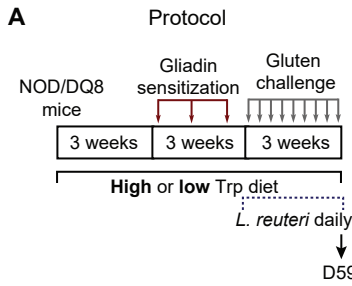 A
Protocol
NOD/DQ8
mice
Gliadin
sensitization
Gluten
challenge
3 weeks
3 weeks
3 weeks
High or low Trp diet
L. reuteri daily
D59